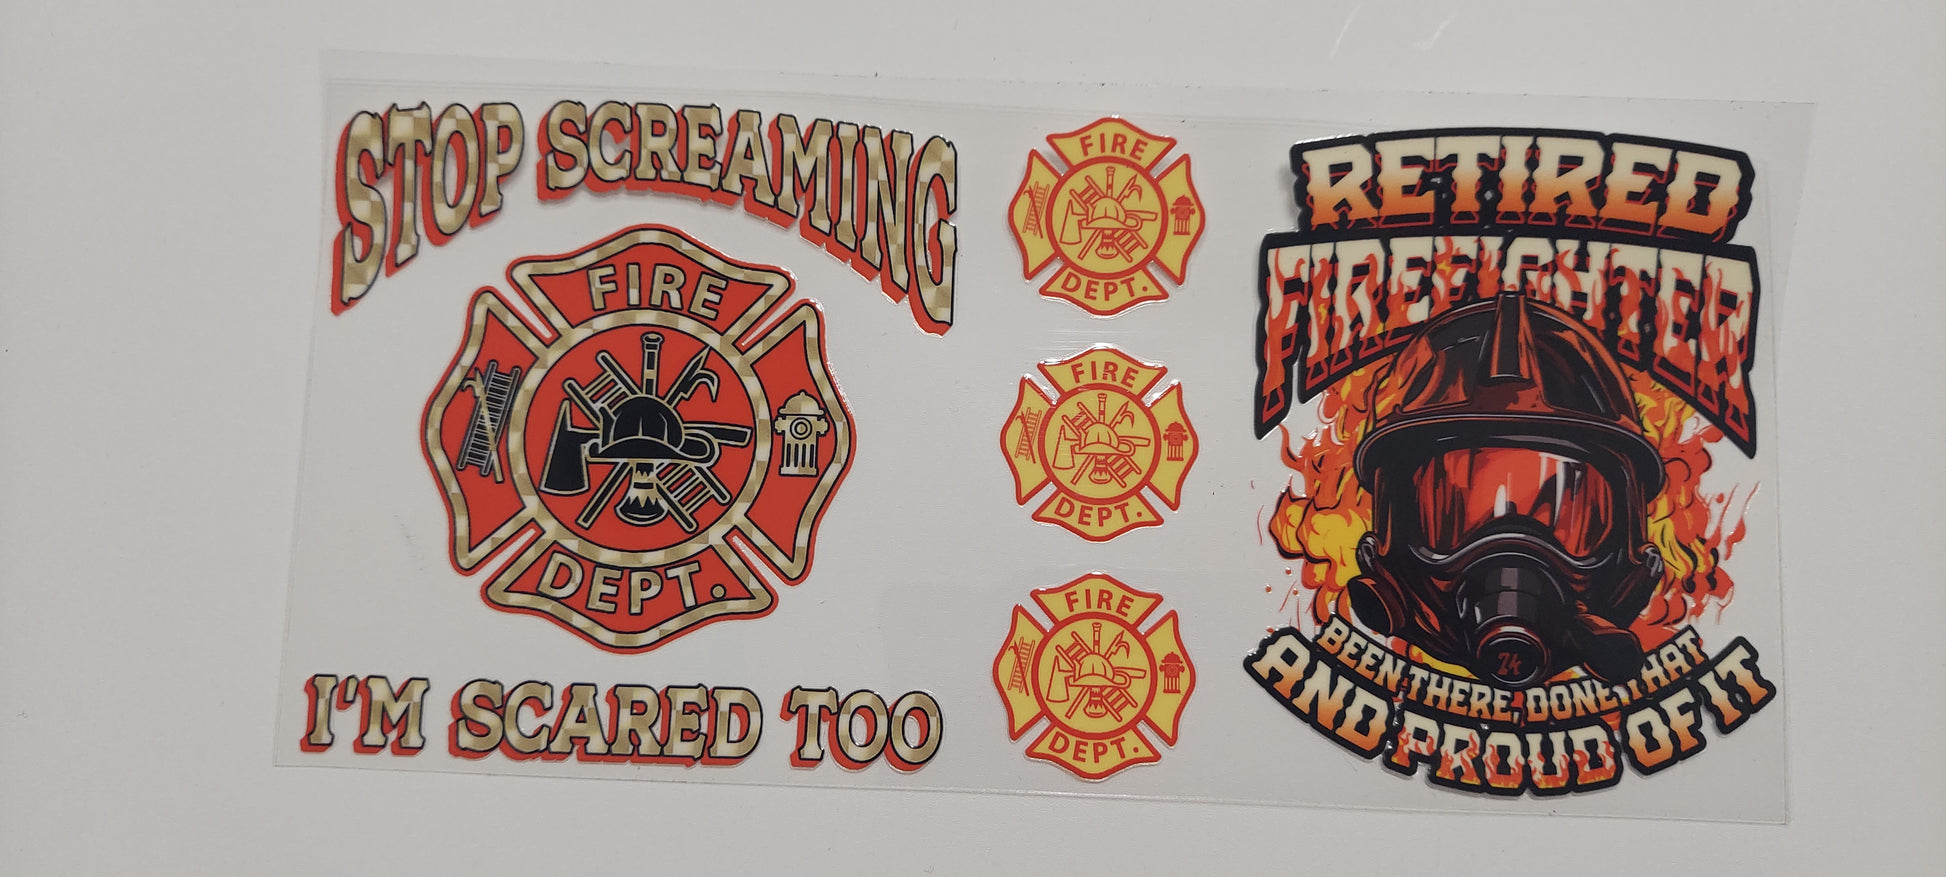 STOP SCREAMING
FIRE
DEPT.
I'M SCARED TOO
FIRE
DEPT.
FIRE
DEPT.
FIRE
DEPT.
RETIRED
FIREFIGHTER
BEEN THERE, DONE THAT
AND PROUD OF IT